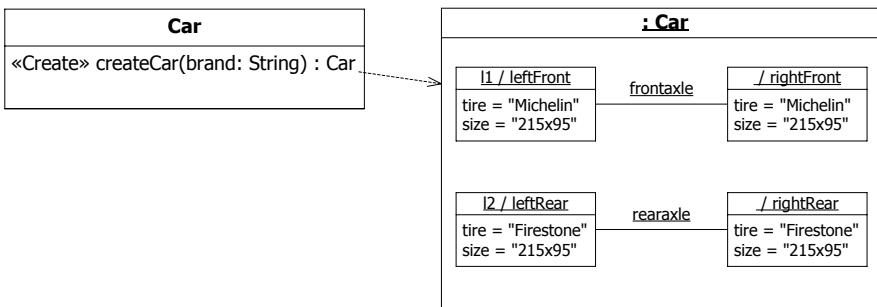 Car
«Create» createCar(brand: String) : Car
: Car
l1 / leftFront
tire = "Michelin"
size = "215x95"
frontaxle
/ rightFront
tire = "Michelin"
size = "215x95"
l2 / leftRear
tire = "Firestone"
size = "215x95"
rearaxle
/ rightRear
tire = "Firestone"
size = "215x95"